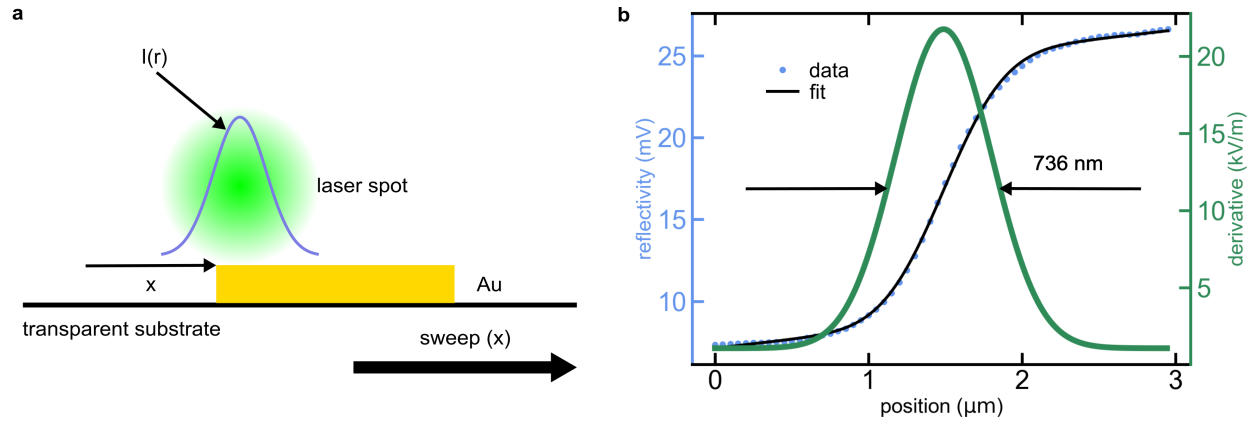 a
I(r)
laser spot
x
Au
transparent substrate
sweep (x)
b
data
fit
736 nm
25
20
15
10
reflectivity (mV)
20
15
10
5
derivative (kV/m)
0 1 2 3
position (μm)